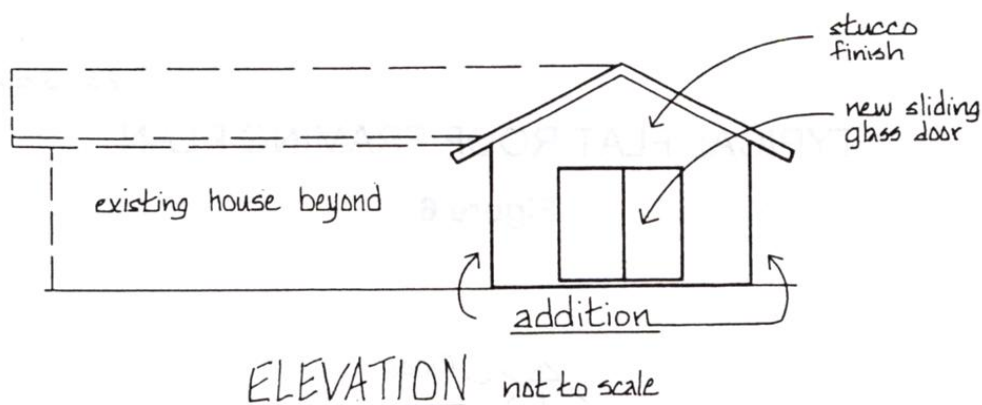 stucco
finish
new sliding
glass door
existing house beyond
addition
ELEVATION not to scale